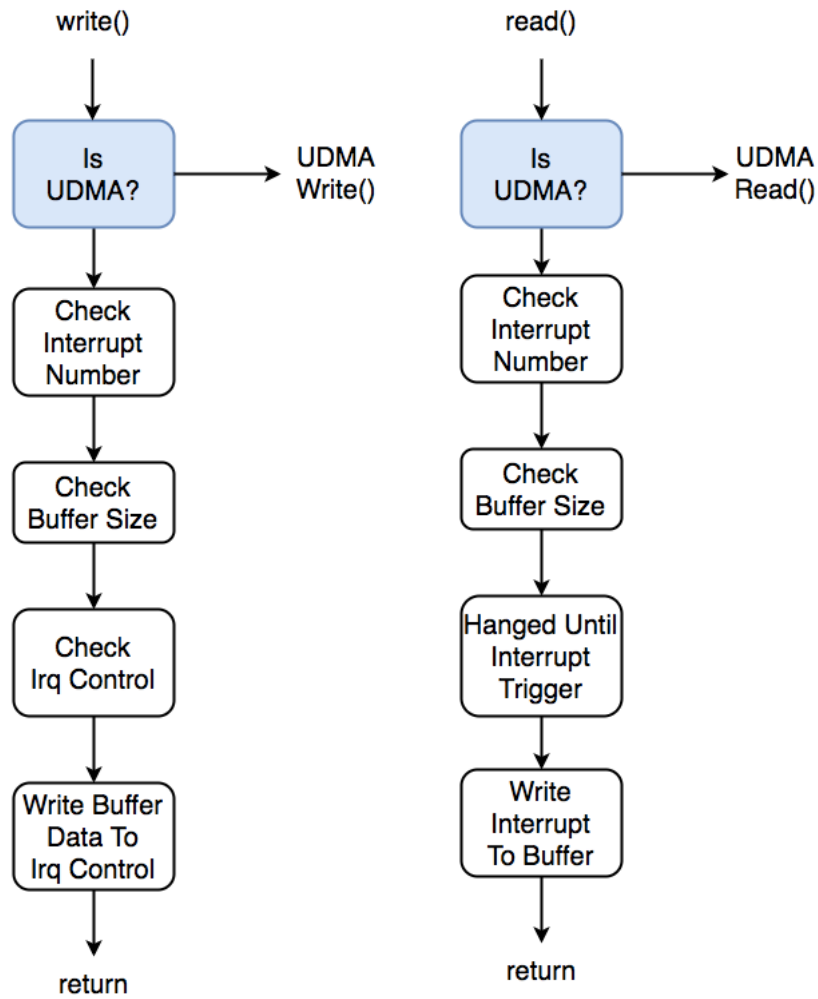 write()
Is
UDMA?
UDMA
Write()
Check
Interrupt
Number
Check
Buffer Size
Check
Irq Control
Write Buffer
Data To
Irq Control
return
read()
Is
UDMA?
UDMA
Read()
Check
Interrupt
Number
Check
Buffer Size
Hanged Until
Interrupt
Trigger
Write
Interrupt
To Buffer
return